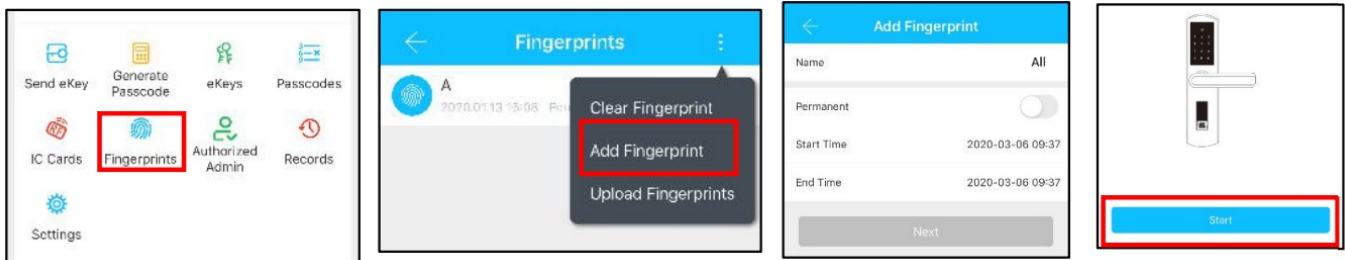 Send eKey
Generate
Passcode
eKeys
Passcodes
IC Cards
Fingerprints
Authorized
Admin
Records
Settings
Fingerprints
A
2020.01.13 15:08
Clear Fingerprint
Add Fingerprint
Upload Fingerprints
Add Fingerprint
Name All
Permanent
Start Time 2020-03-06 09:37
End Time 2020-03-06 09:37
Next
Start